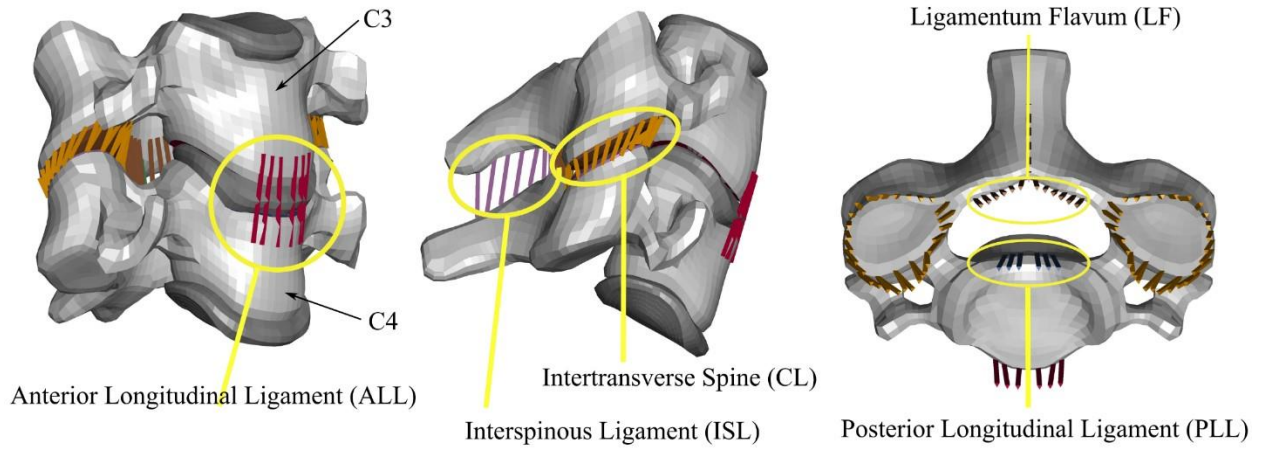 C3
C4
Anterior Longitudinal Ligament (ALL)
Intertransverse Spine (CL)
Interspinous Ligament (ISL)
Ligamentum Flavum (LF)
Posterior Longitudinal Ligament (PLL)